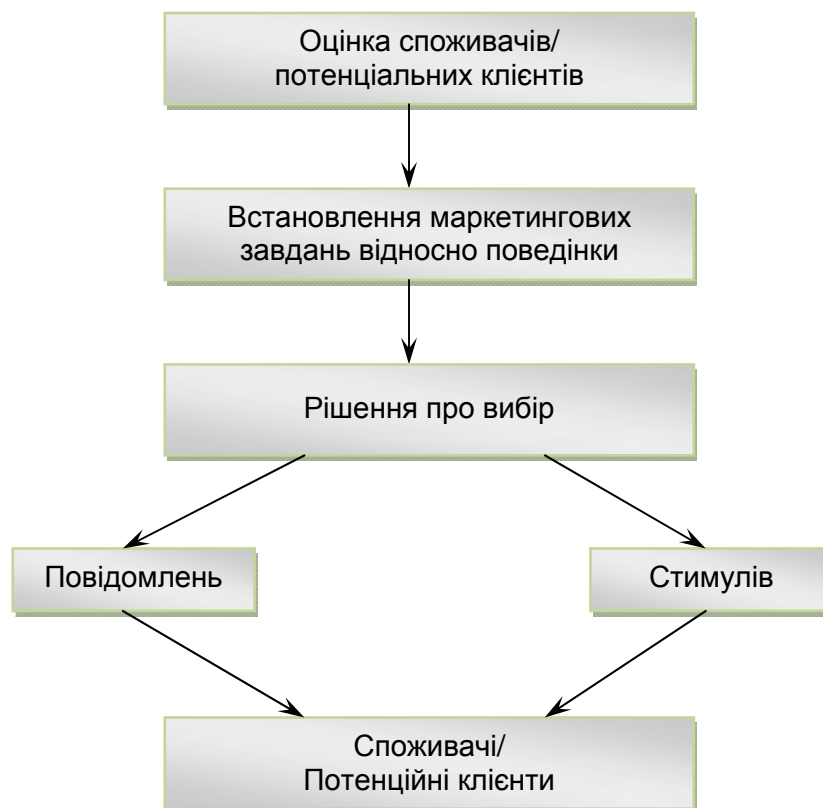 Оцінка споживачів/
потенціальних клієнтів
Встановлення маркетингових
завдань відносно поведінки
Рішення про вибір
Повідомлень
Стимулів
Споживачі/
Потенційні клієнти